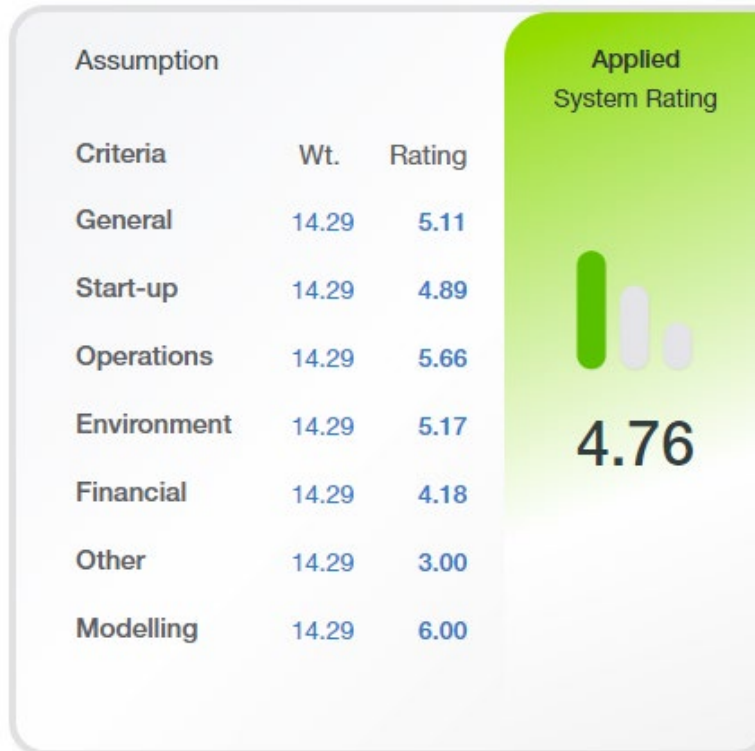 Assumption
Criteria Wt. Rating
General 14.29 5.11
Start-up 14.29 4.89
Operations 14.29 5.66
Environment 14.29 5.17
Financial 14.29 4.18
Other 14.29 3.00
Modelling 14.29 6.00
Applied
System Rating
4.76